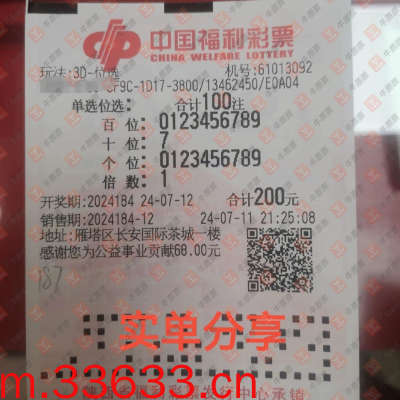 中国福利彩票
CHINA WELFARE LOTTERY
玩法:3D-位选 机号:61013092
CF9C-1D17-3800/13462450/E0A04
单选位选: 合计100注
百 位: 0123456789
十 位: 7
个 位: 0123456789
倍 数: 1
开奖期:2024184 24-07-12 合计200元
销售期:2024184-12 24-07-11 21:25:08
地址:雁塔区长安国际茶城一楼
感谢您为公益事业贡献68.00元
187
实单分享
m.33633.cn
中心承销